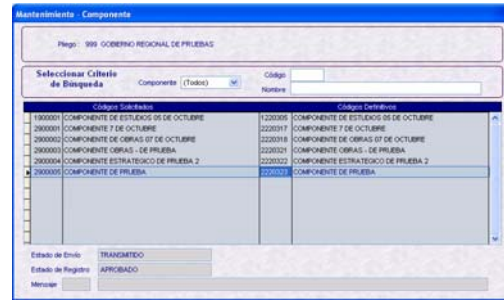 Mantenimiento - Componente
Pliego : 999 GOBIERNO REGIONAL DE PRUEBAS
Seleccionar Criterio de Búsqueda
Componente (Todos)
Código
Nombre
Códigos Solicitados Códigos Definitivos
1900001 COMPONENTE DE ESTUDIOS 05 DE OCTUBRE 1220305 COMPONENTE DE ESTUDIOS 05 DE OCTUBRE
2900001 COMPONENTE 7 DE OCTUBRE 2220317 COMPONENTE 7 DE OCTUBRE
2900002 COMPONENTE DE OBRAS 07 DE OCTUBRE 2220318 COMPONENTE DE OBRAS 07 DE OCTUBRE
COMPONENTE OBRAS - DE PRUEBA 2220321 COMPONENTE OBRAS - DE PRUEBA
2900004 COMPONENTE ESTRATEGICO DE PRUEBA 2 2220322 COMPONENTE ESTRATEGICO DE PRUEBA 2
2900005 COMPONENTE DE PRUEBA 2220323 COMPONENTE DE PRUEBA
Estado de Envío TRANSMITIDO
Estado de Registro APROBADO
Mensaje